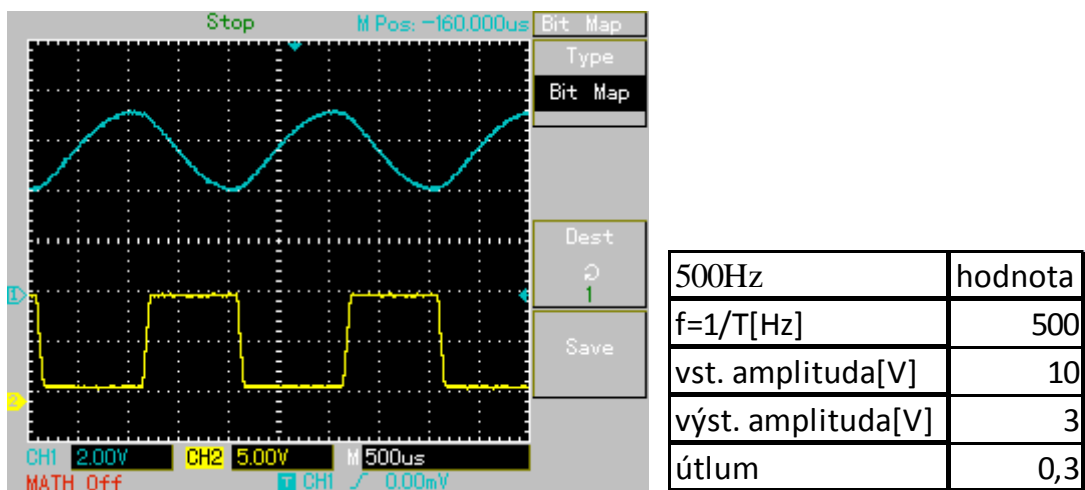 Stop M Pos: -160.000us Bit Map
Type
Bit Map
Dest
1
Save
1
2
CH1 2.00V CH2 5.00V M 500us
MATH Off T CH1 0.00mV
500Hz hodnota
f=1/T[Hz] 500
vst. amplituda[V] 10
výst. amplituda[V] 3
útlum 0,3